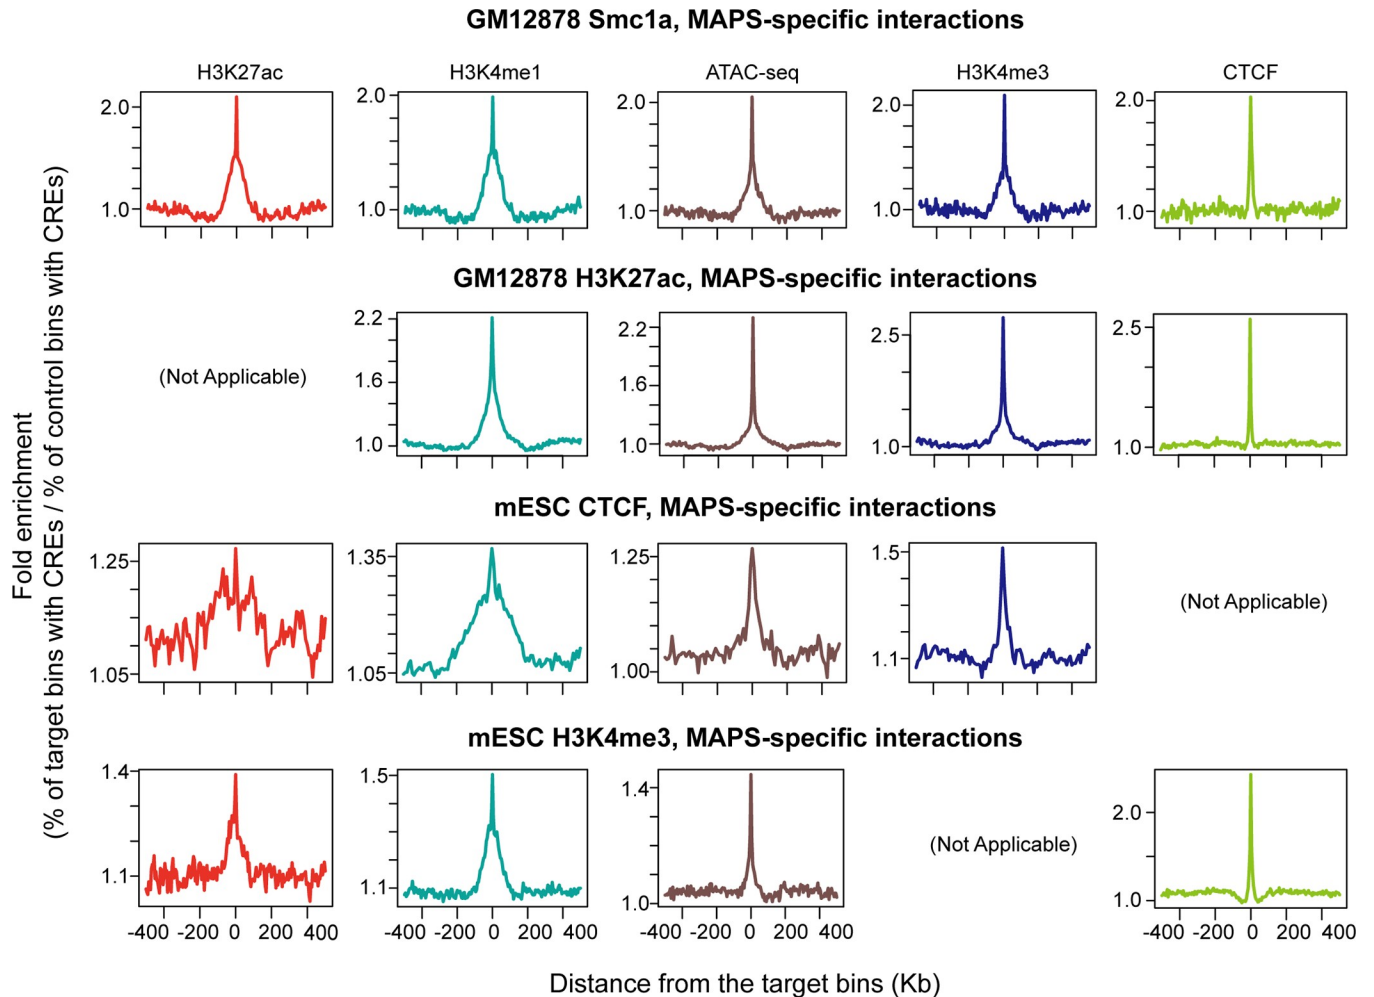 GM12878 Smc1a, MAPS-specific interactions
H3K27ac H3K4me1 ATAC-seq H3K4me3 CTCF
2.0 2.0 2.0 2.0 2.0
1.0 1.0 1.0 1.0 1.0
GM12878 H3K27ac, MAPS-specific interactions
(Not Applicable)
2.2 2.2 2.5 2.5
1.6 1.6
1.0 1.0 1.0 1.0
mESC CTCF, MAPS-specific interactions
1.25 1.35 1.25 1.5
(Not Applicable)
1.05 1.05 1.00 1.1
mESC H3K4me3, MAPS-specific interactions
1.4 1.5 1.4 2.0
(Not Applicable)
1.1 1.1 1.0 1.0
-400 -200 0 200 400 -400 -200 0 200 400 -400 -200 0 200 400 -400 -200 0 200 400
Distance from the target bins (Kb)
Fold enrichment
(% of target bins with CREs / % of control bins with CREs)